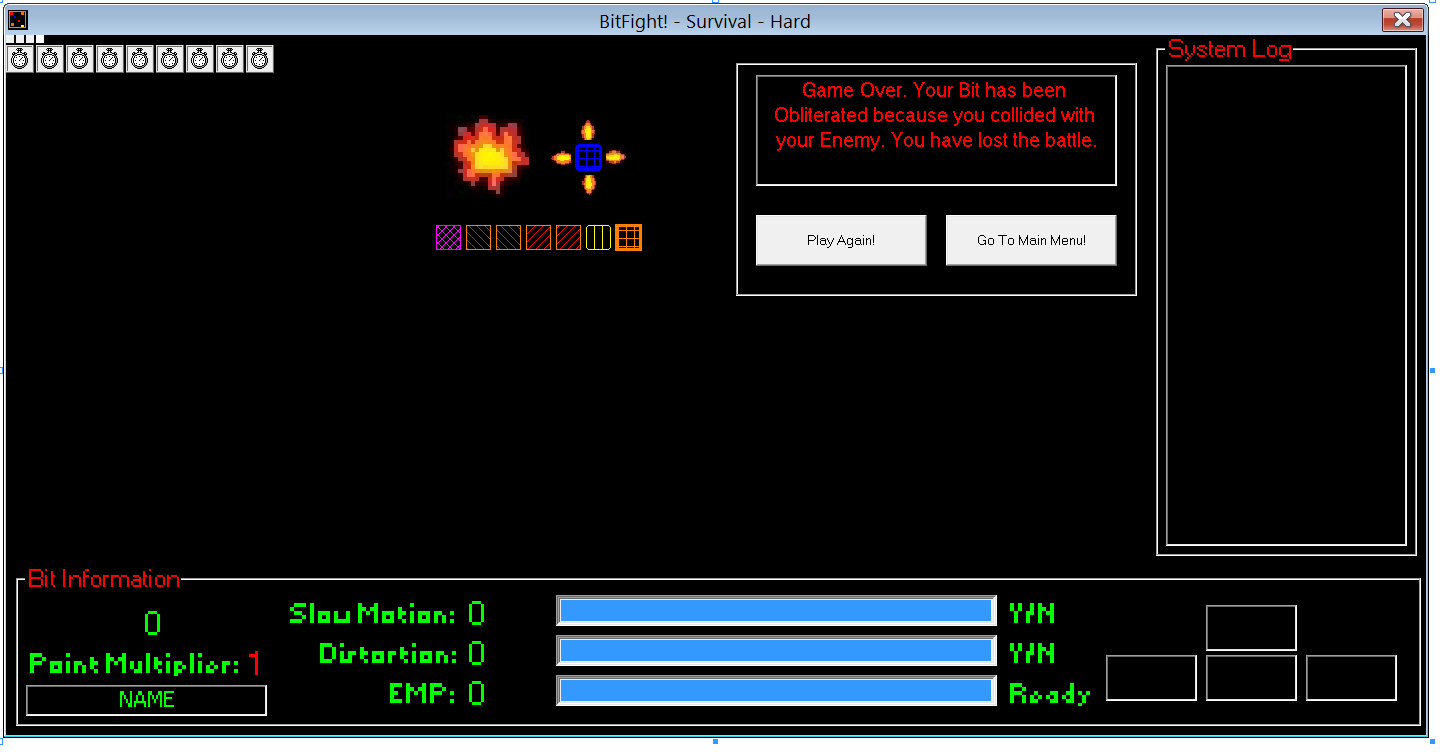 BitFight! - Survival - Hard
System Log
Game Over. Your Bit has been
Obliterated because you collided with
your Enemy. You have lost the battle.
Play Again!
Go To Main Menu!
Bit Information
0
Point Multiplier: 1
NAME
Slow Motion: 0
Y/N
Distortion: 0
Y/N
EMP: 0
Ready